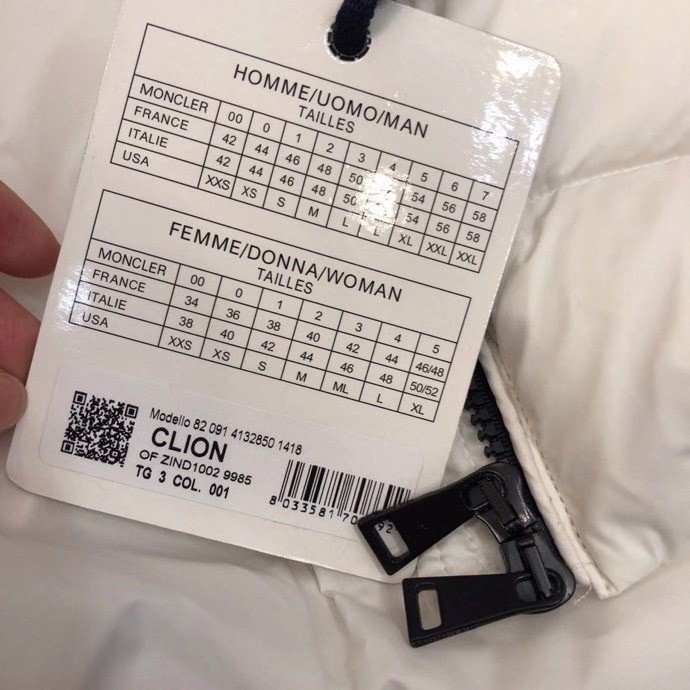 HOMME/UOMO/MAN
TAILLES
MONCLER 00 0 1 2 3 4 5 6 7
FRANCE 42 44 46 48 50 54 56 58
ITALIE 42 44 46 48 50 54 56 58
USA XXS XS S M L L XL XXL XXL
FEMME/DONNA/WOMAN
TAILLES
MONCLER 00 0 1 2 3 4 5
FRANCE 34 36 38 40 42 44 46/48
ITALIE 38 40 42 44 46 48 50/52
USA XXS XS S M ML L XL
Modello 82 091 4132850 1418
CLION
OF ZIND1002 9985
TG 3 COL. 001
8 033581 70 92